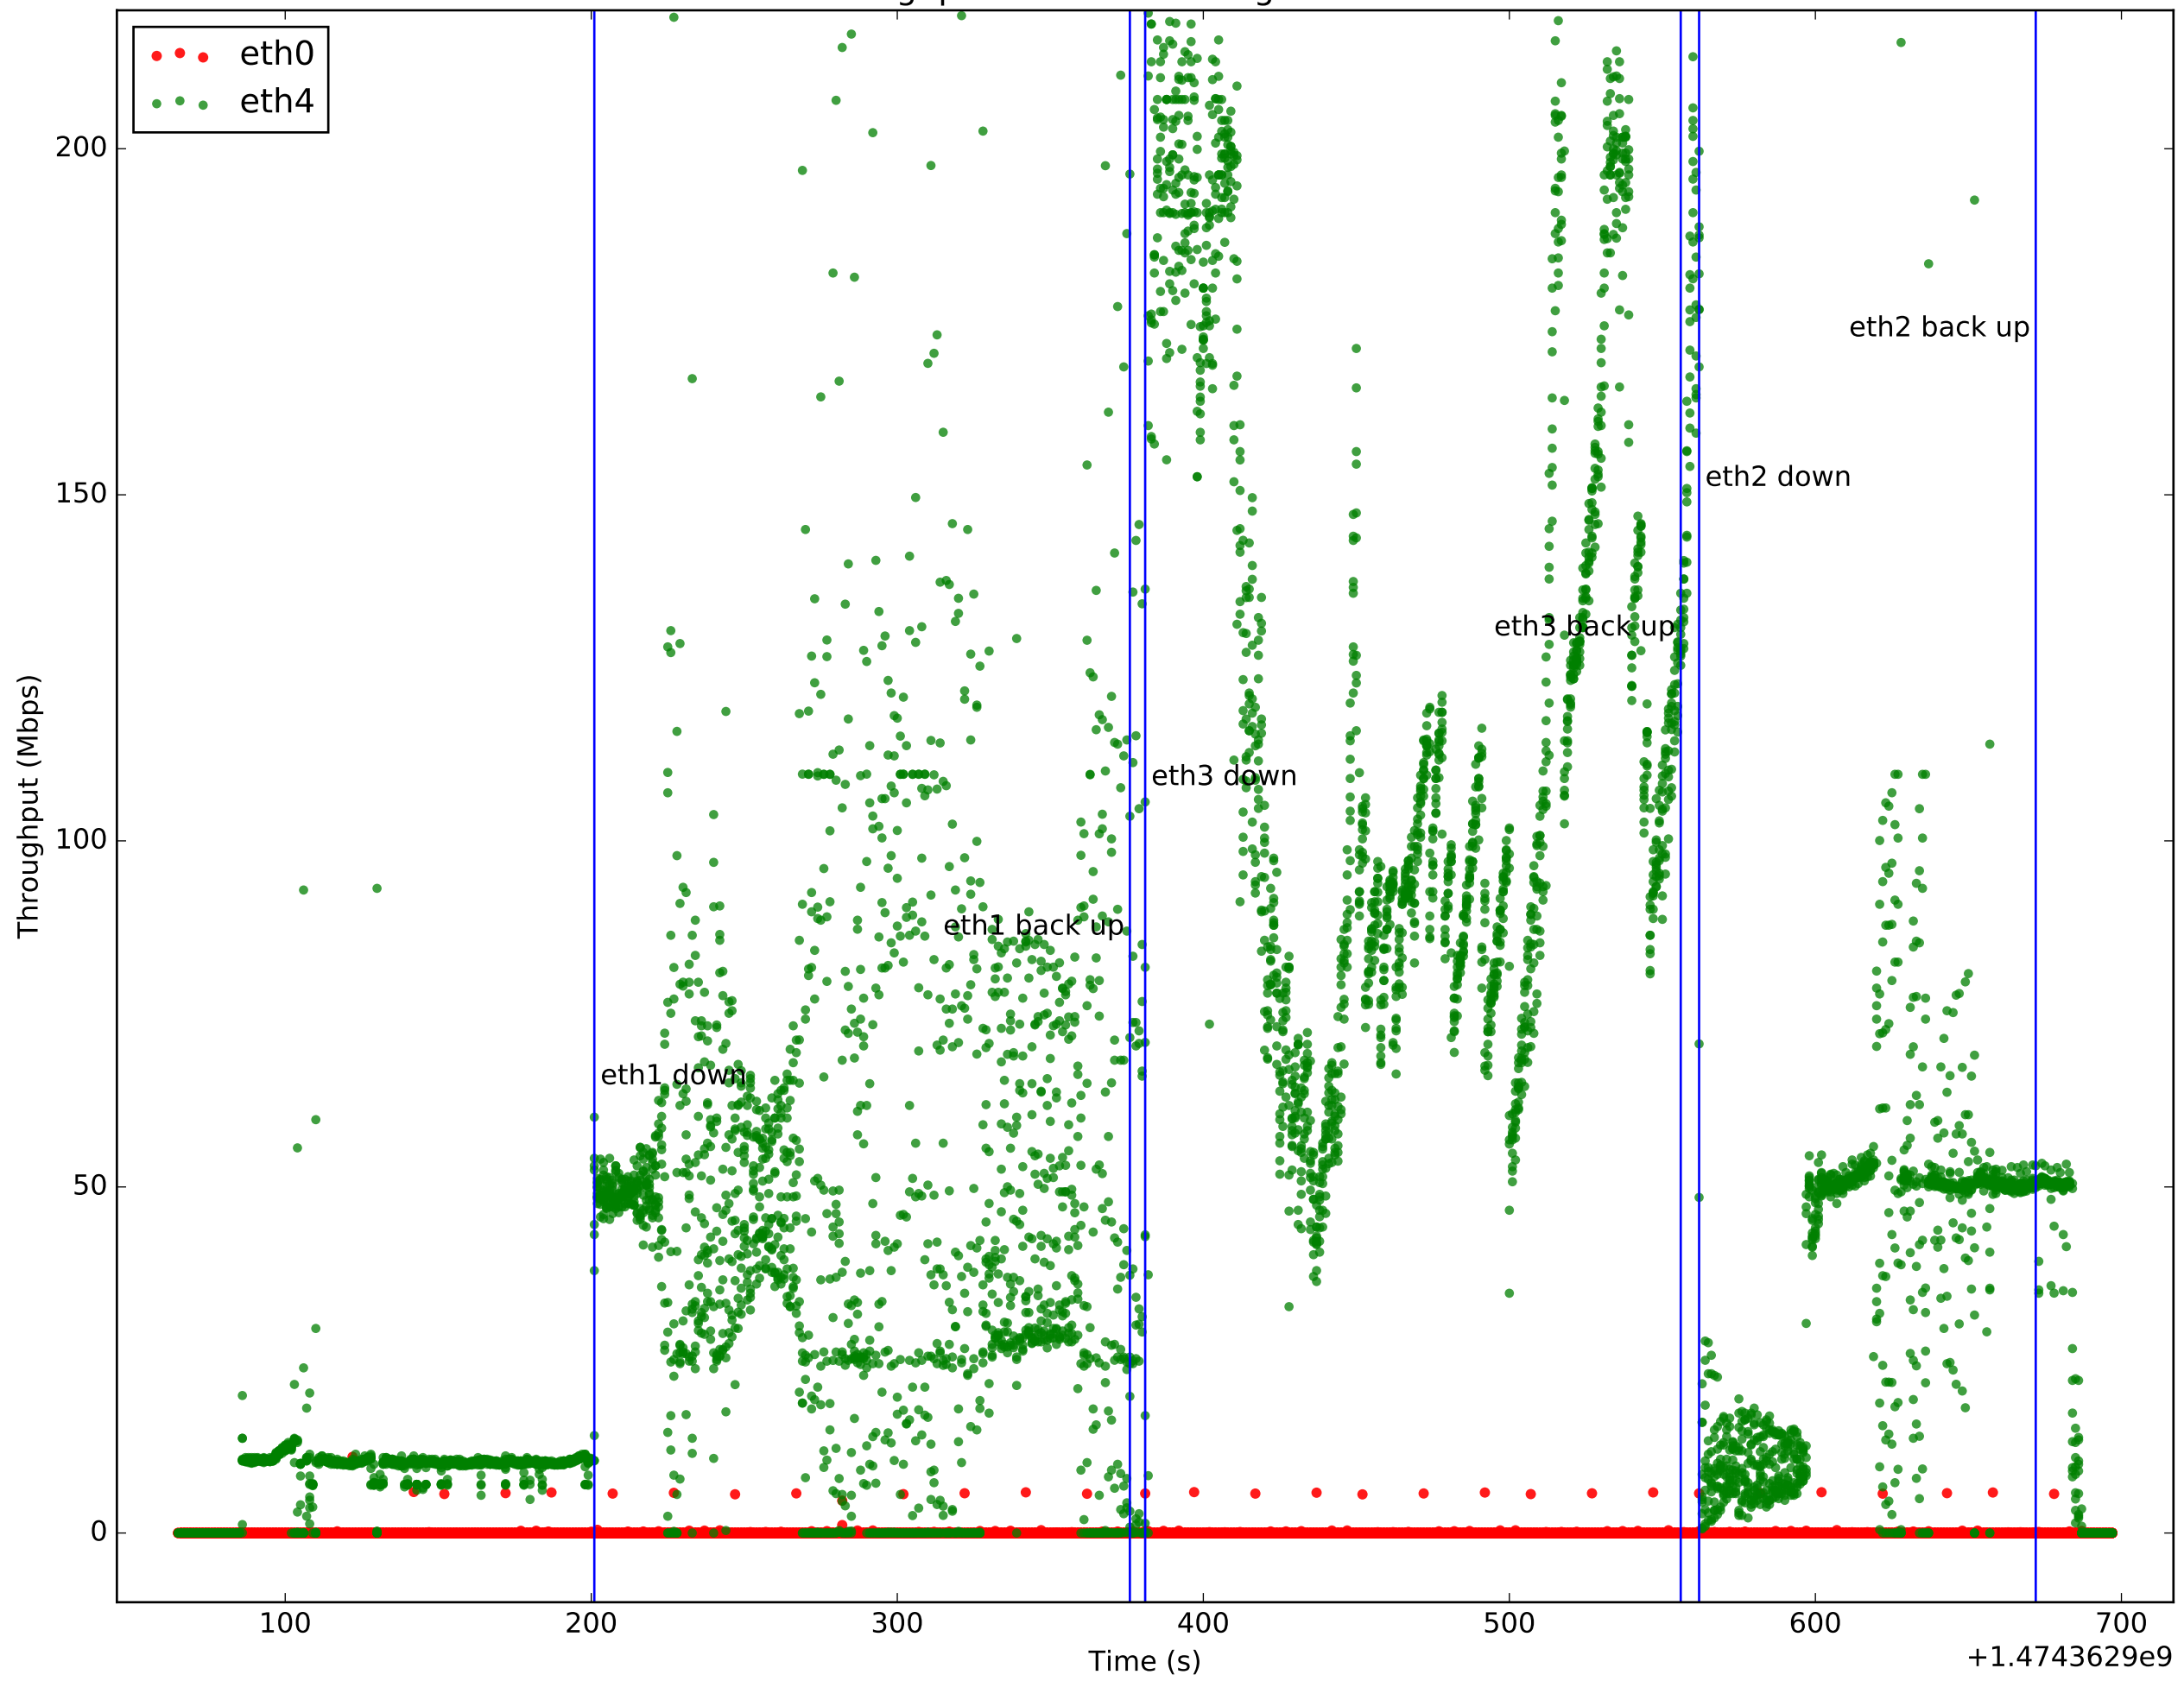 eth0
eth4
200
150
100
50
0
Throughput (Mbps)
eth2 back up
eth2 down
eth3 back up
eth3 down
eth1 back up
eth1 down
100 200 300 400 500 600 700
Time (s)
+1.4743629e9